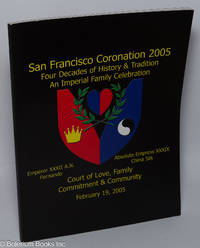 San Francisco Coronation 2005
Four Decades of History & Tradition
An Imperial Family Celebration
Emperor XXXII A.N.
Fernando
Absolute Empress XXXIX
China Silk
Court of Love, Family
Commitment & Community
February 19, 2005
© Bolerium Books Inc.